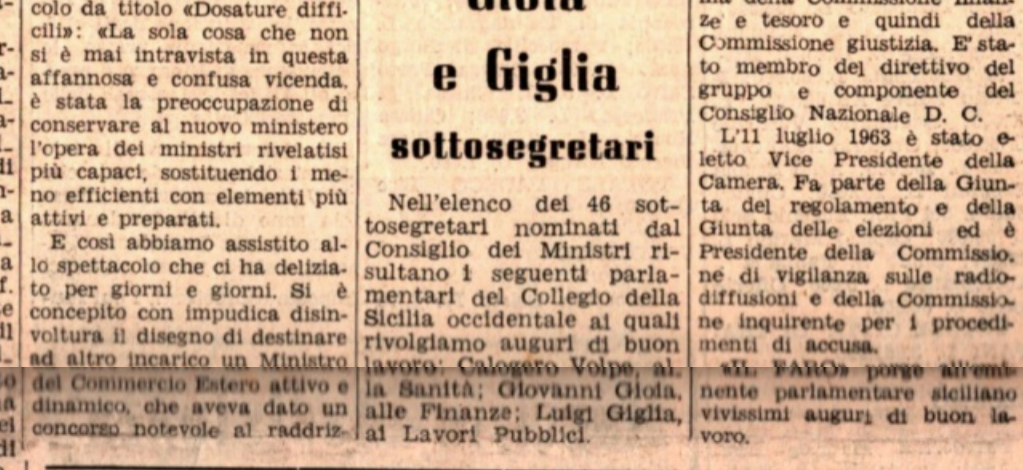 colo da titolo «Dosature diffi-
cili»: «La sola cosa che non
si è mai intravista in questa
affannosa e confusa vicenda,
è stata la preoccupazione di
conservare al nuovo ministero
l'opera dei ministri rivelatisi
più capaci, sostituendo i me-
no efficienti con elementi più
attivi e preparati.
E così abbiamo assistito al-
lo spettacolo che ci ha delizia-
to per giorni e giorni. Si è
concepito con impudica disin-
voltura il disegno di destinare
ad altro incarico un Ministro
del Commercio Estero attivo e
dinamico, che aveva dato un
concorso notevole al raddriz-
Gioia
e Giglia
sottosegretari
Nell'elenco dei 46 sot-
tosegretari nominati dal
Consiglio dei Ministri ri-
sultano i seguenti parla-
mentari del Collegio della
Sicilia occidentale ai quali
rivolgiamo auguri di buon
lavoro: Calogero Volpe, al-
la Sanità; Giovanni Gioia,
alle Finanze; Luigi Giglia,
ai Lavori Pubblici.
ma della Commissione finan-
ze e tesoro e quindi della
Commissione giustizia. E' sta-
to membro del direttivo del
gruppo e componente del
Consiglio Nazionale D. C.
L'11 luglio 1963 è stato e-
letto Vice Presidente della
Camera. Fa parte della Giun-
ta del regolamento e della
Giunta delle elezioni ed è
Presidente della Commissio-
ne di vigilanza sulle radio-
diffusioni e della Commissio-
ne inquirente per i procedi-
menti di accusa.
«IL FARO» porge all'emi-
nente parlamentare siciliano
vivissimi auguri di buon la-
voro.